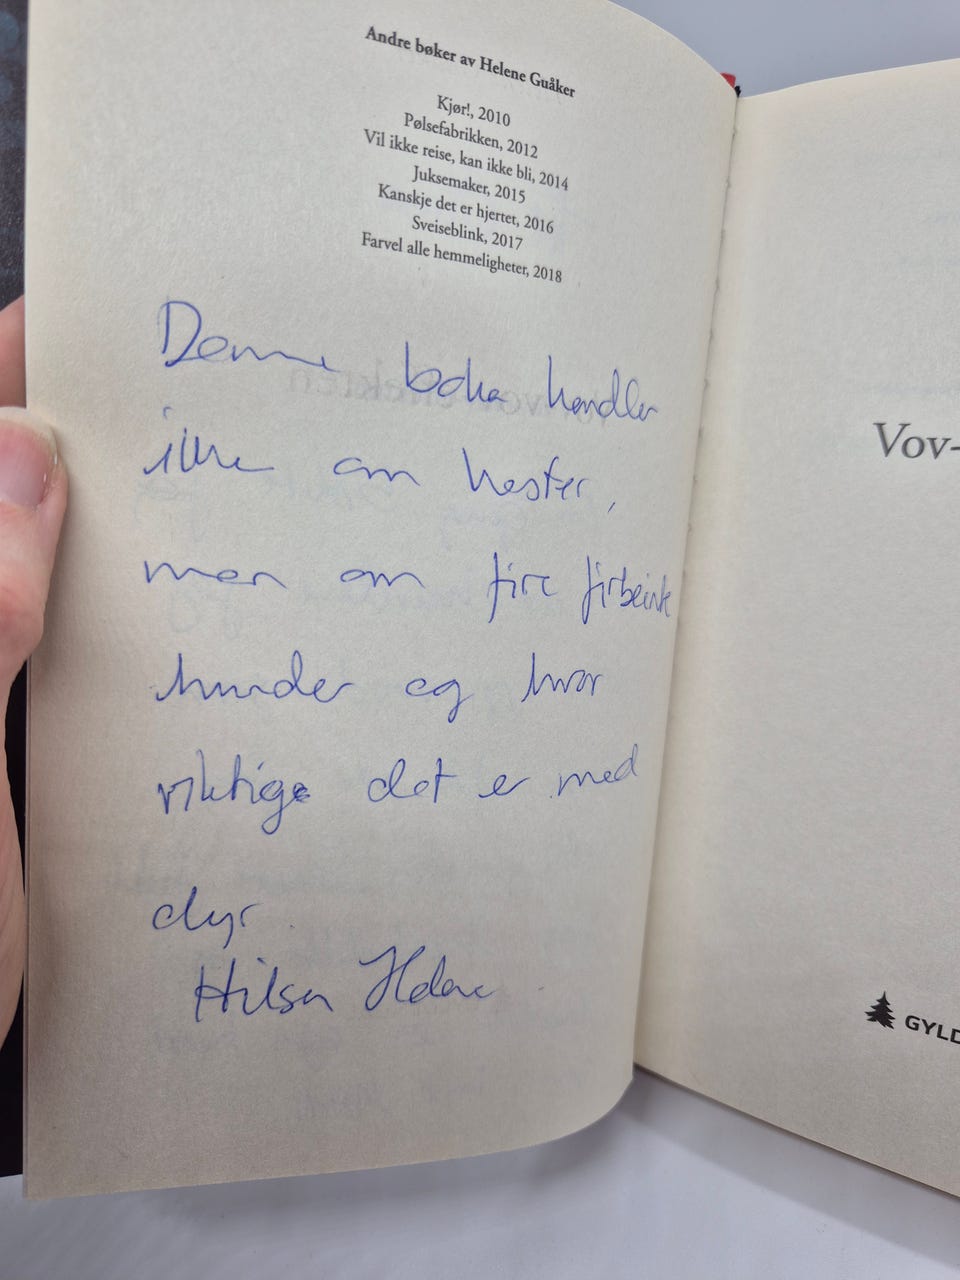 Andre bøker av Helene Guåker
Kjør!, 2010
Pølsefabrikken, 2012
Vil ikke reise, kan ikke bli, 2014
Juksemaker, 2015
Kanskje det er hjertet, 2016
Sveiseblink, 2017
Farvel alle hemmeligheter, 2018
Denne boka handler
ikke om hester,
men om fire firbeinte
hunder og hvor
viktige det er med
dyr.
Hilsen Helene
Vov-
GYLD